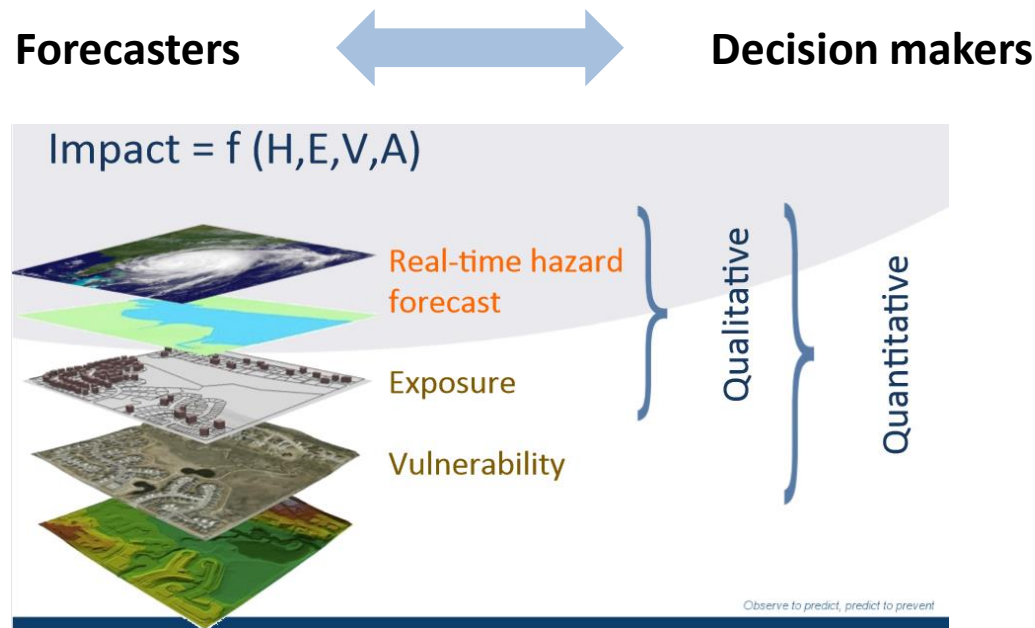 Forecasters
Decision makers
Impact = f (H,E,V,A)
Real-time hazard
forecast
Exposure
Vulnerability
Qualitative
Quantitative
Observe to predict, predict to prevent